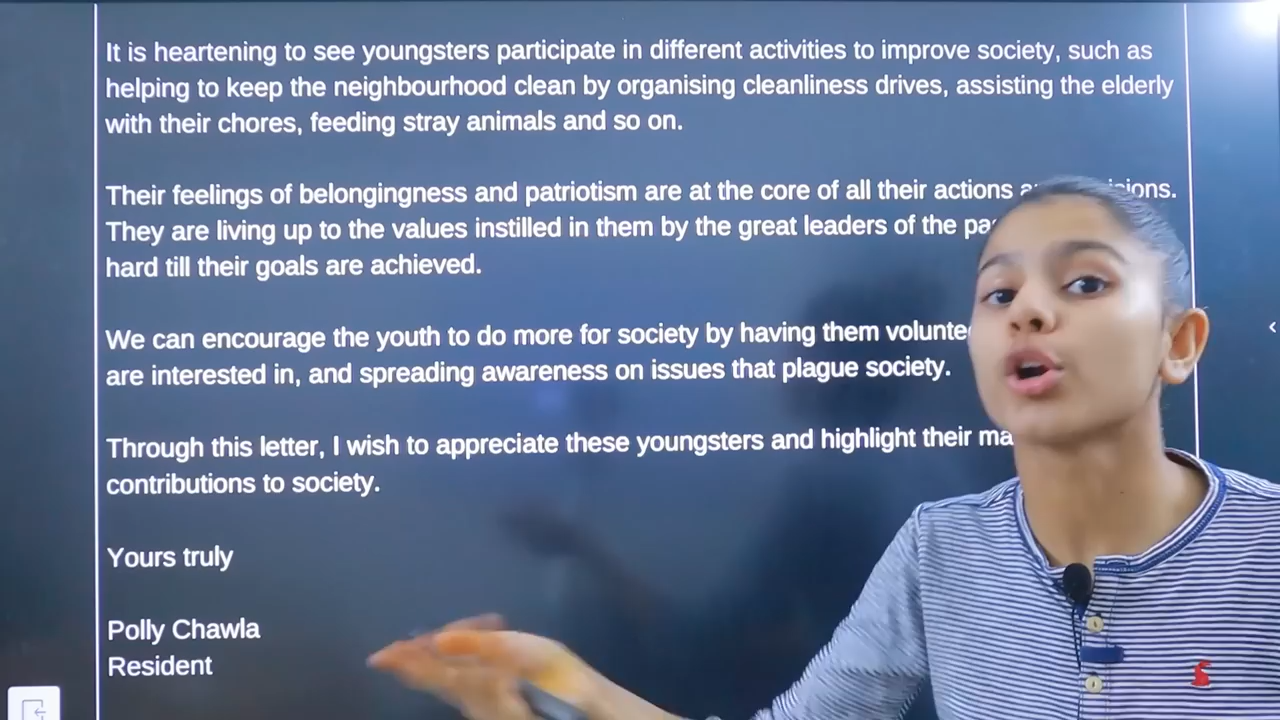 It is heartening to see youngsters participate in different activities to improve society, such as
helping to keep the neighbourhood clean by organising cleanliness drives, assisting the elderly
with their chores, feeding stray animals and so on.
Their feelings of belongingness and patriotism are at the core of all their actions
They are living up to the values instilled in them by the great leaders of the
hard till their goals are achieved.
We can encourage the youth to do more for society by having them
are interested in, and spreading awareness on issues that plague society.
Through this letter, I wish to appreciate these youngsters and highlight their
contributions to society.
Yours truly
Polly Chawla
Resident